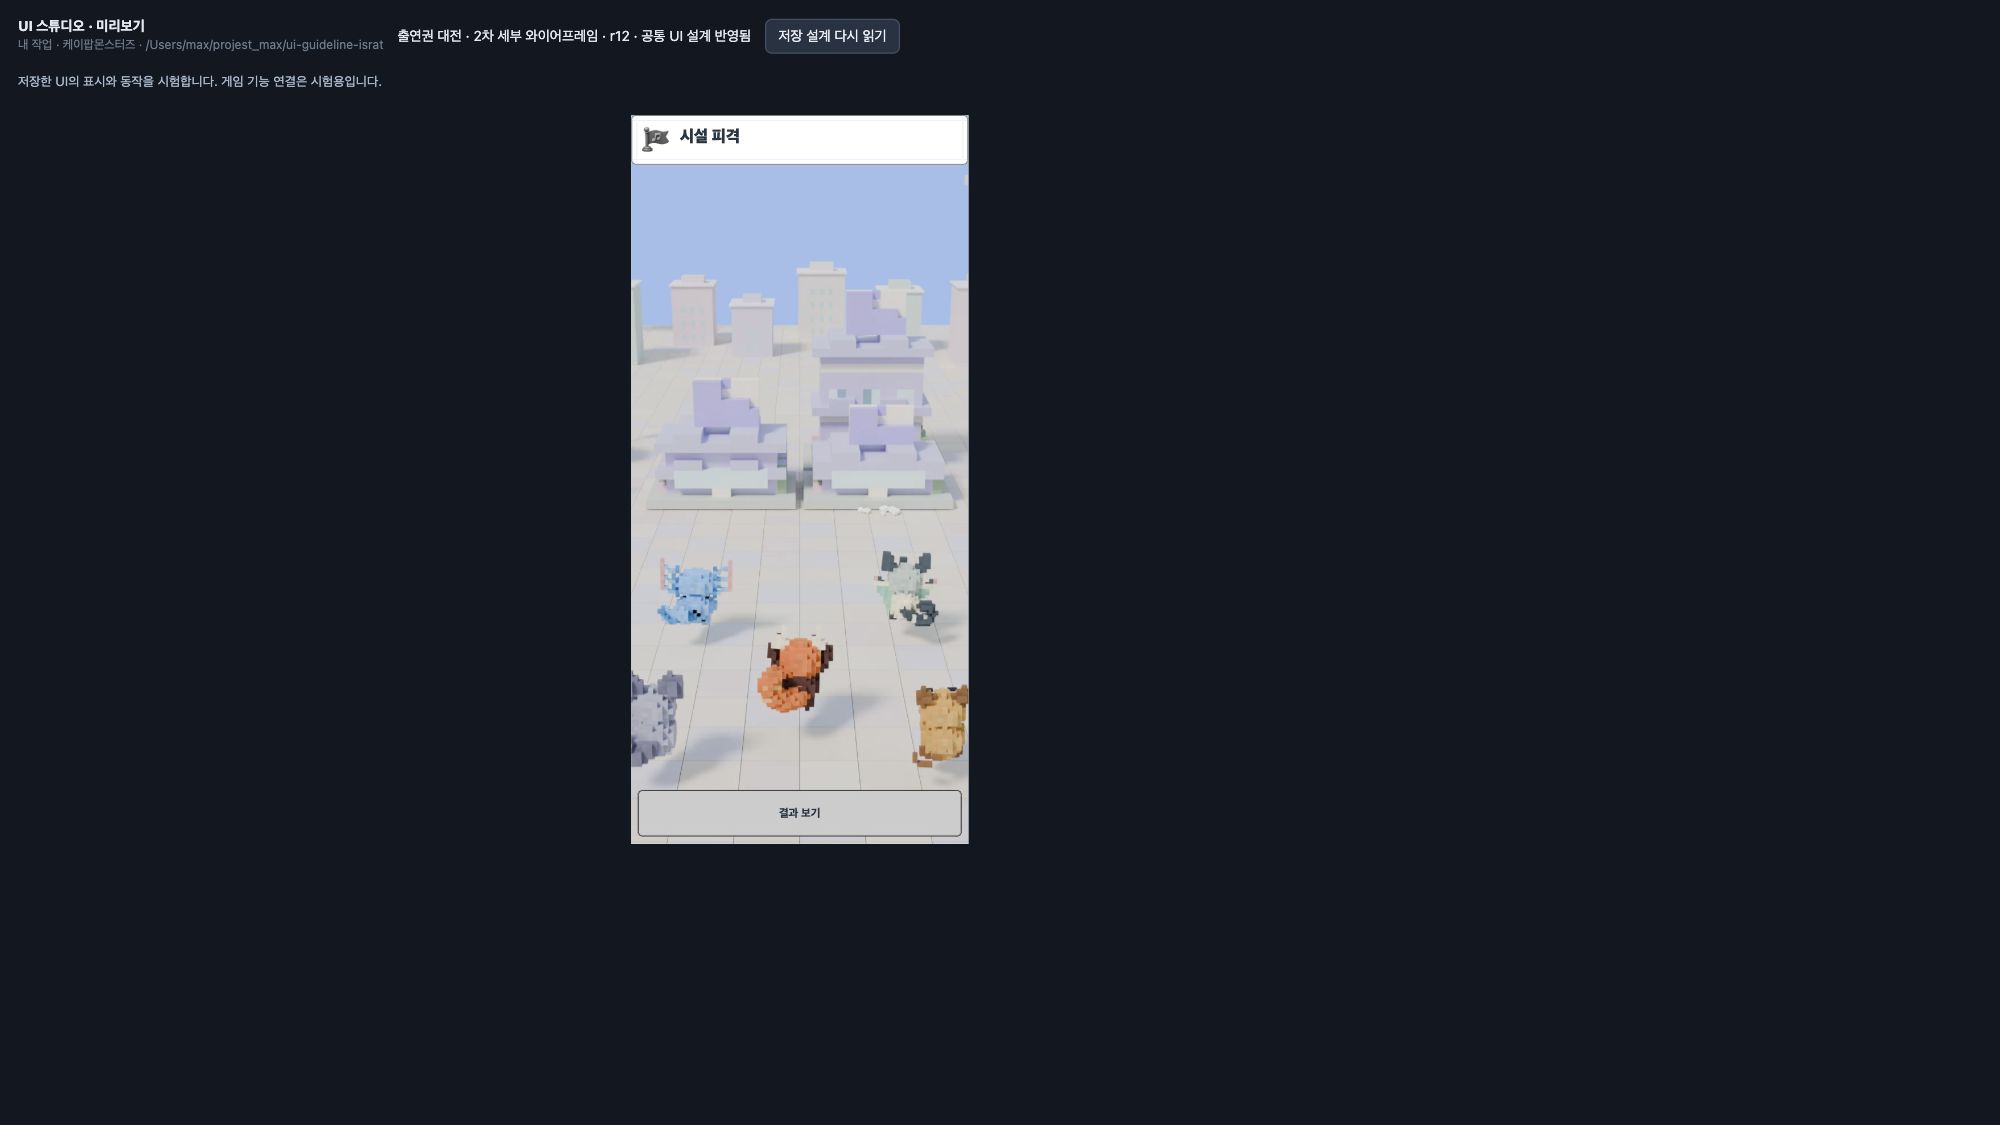 UI 스튜디오 · 미리보기
내 작업 · 케이팝몬스터즈 · /Users/max/projest_max/ui-guideline-israt
출연권 대전 · 2차 세부 와이어프레임 · r12 · 공통 UI 설계 반영됨
저장 설계 다시 읽기
저장한 UI의 표시와 동작을 시험합니다. 게임 기능 연결은 시험용입니다.
시설 피격
결과 보기